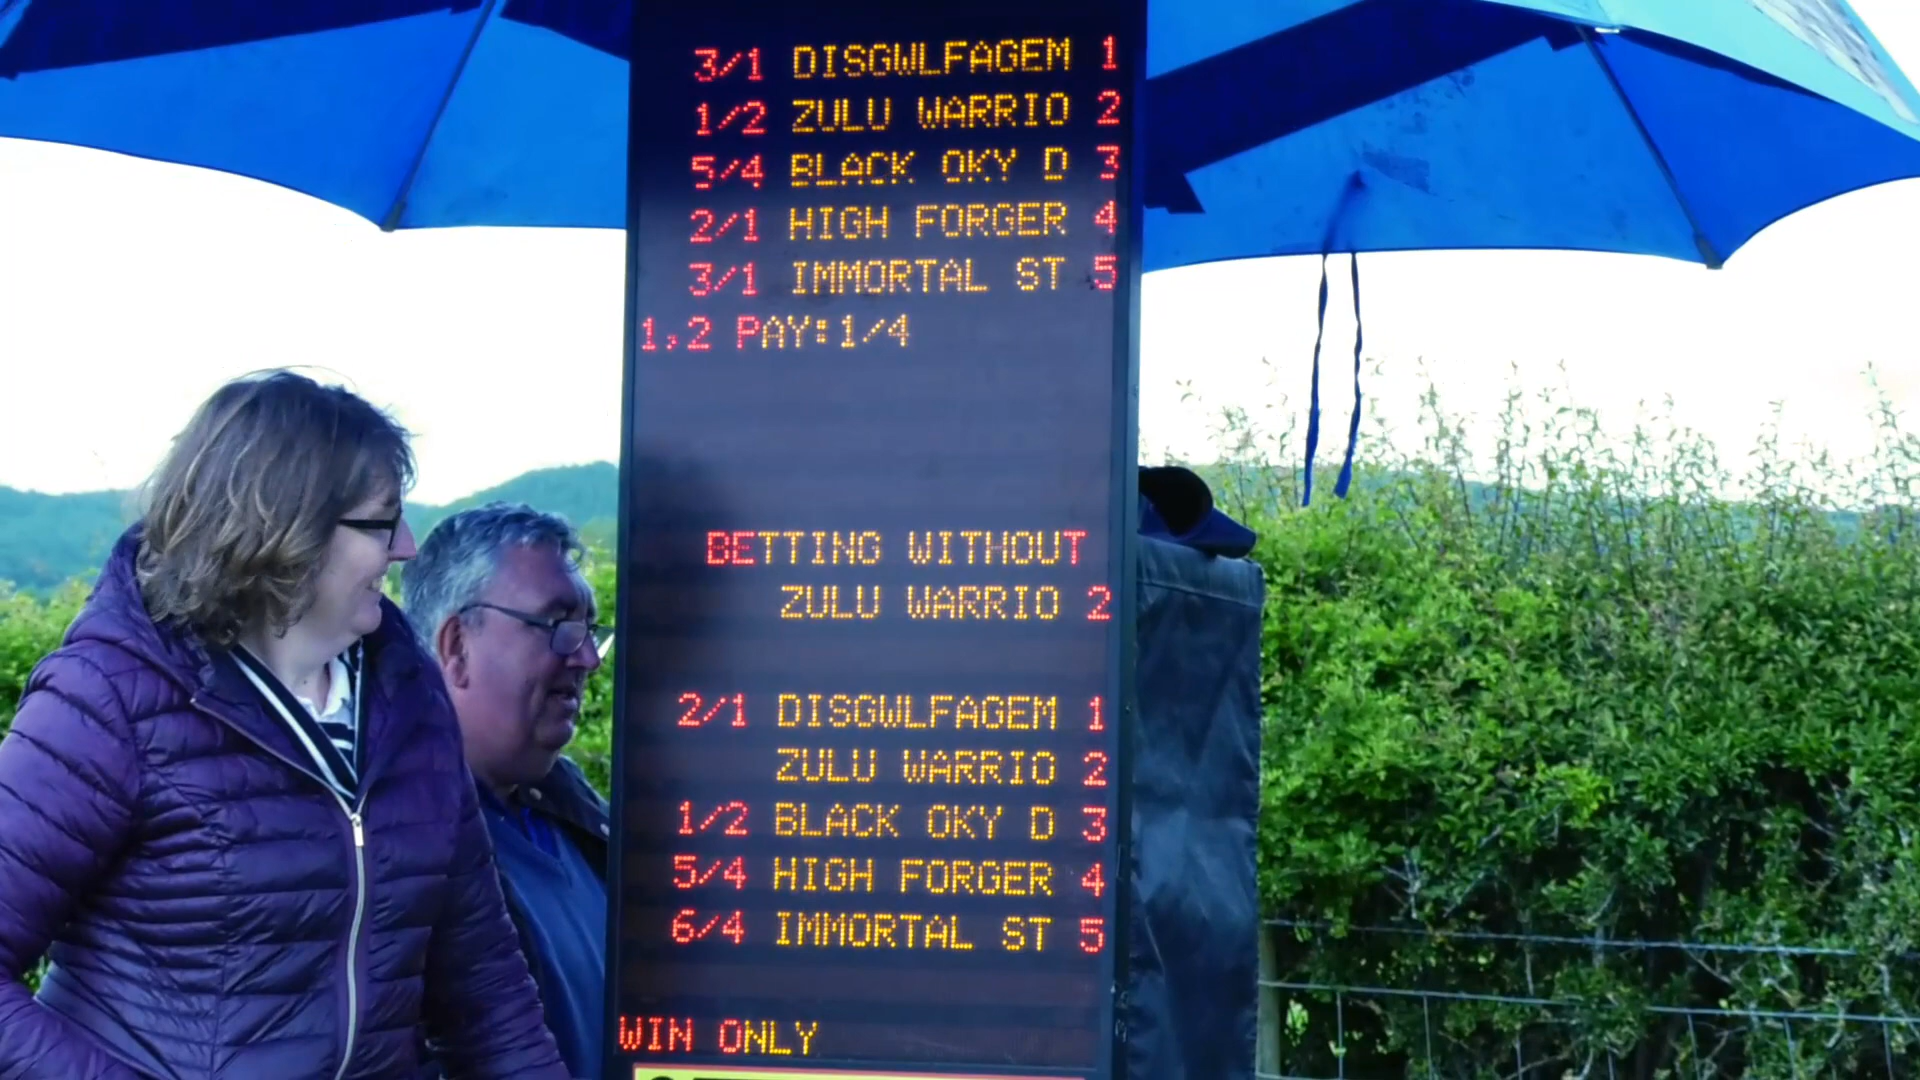 3/1 DISGWLFAGEM 1
1/2 ZULU WARRIO 2
5/4 BLACK OKY D 3
2/1 HIGH FORGER 4
3/1 IMMORTAL ST 5
1,2 PAY:1/4
BETTING WITHOUT
ZULU WARRIO 2
2/1 DISGWLFAGEM 1
ZULU WARRIO 2
1/2 BLACK OKY D 3
5/4 HIGH FORGER 4
6/4 IMMORTAL ST 5
WIN ONLY